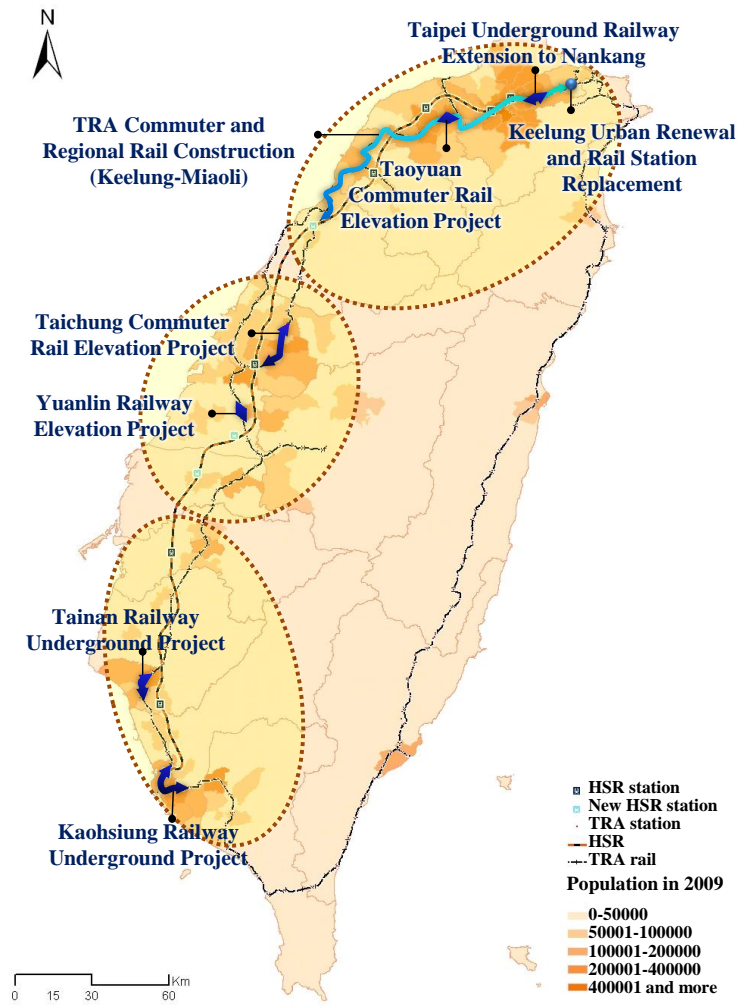 N
Taipei Underground Railway
Extension to Nankang
TRA Commuter and
Regional Rail Construction
(Keelung-Miaoli)
Keelung Urban Renewal
and Rail Station
Replacement
Taoyuan
Commuter Rail
Elevation Project
Taichung Commuter
Rail Elevation Project
Yuanlin Railway
Elevation Project
Tainan Railway
Underground Project
Kaohsiung Railway
Underground Project
HSR station
New HSR station
TRA station
HSR
TRA rail
Population in 2009
0-50000
50001-100000
100001-200000
200001-400000
400001 and more
Km
0 15 30 60